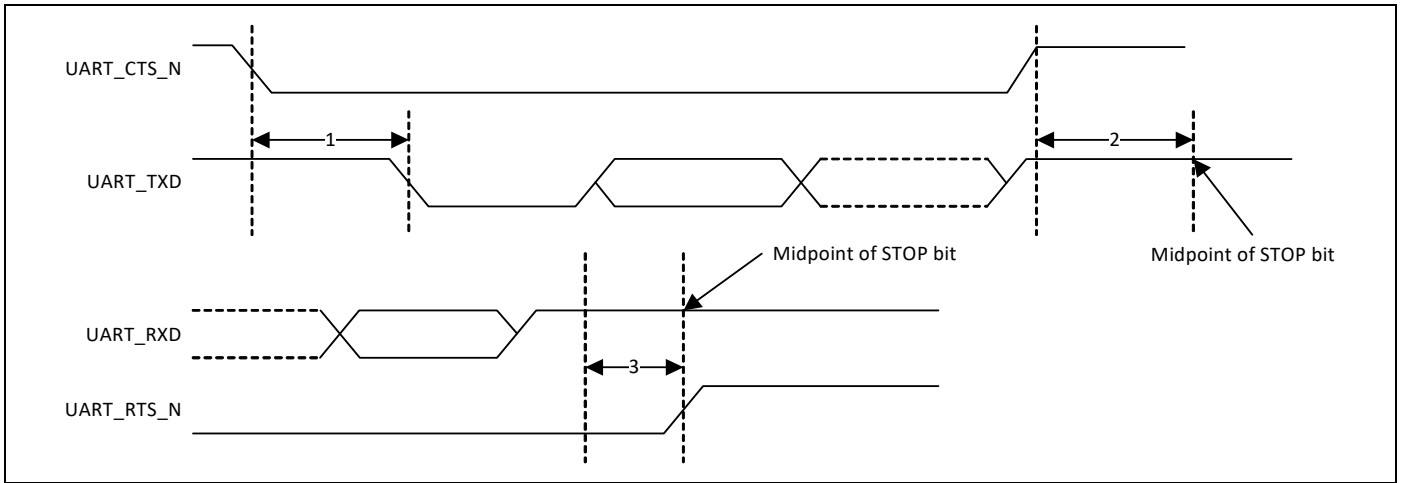 UART_CTS_N
1
2
UART_TXD
Midpoint of STOP bit
Midpoint of STOP bit
UART_RXD
3
UART_RTS_N